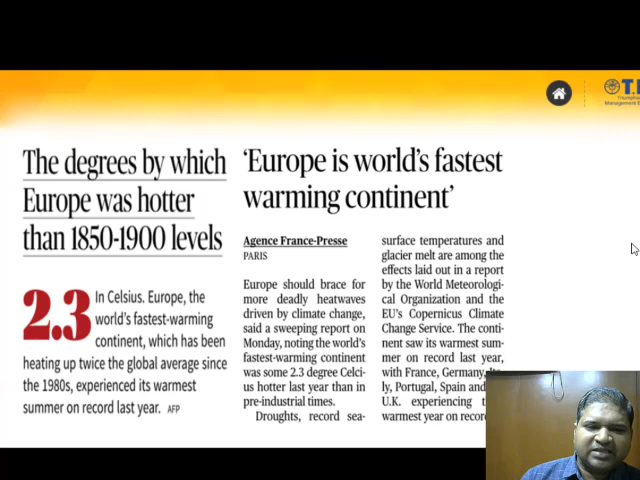 The degrees by which
Europe was hotter
than 1850-1900 levels
2.3
In Celsius. Europe, the
world's fastest-warming
continent, which has been
heating up twice the global average since
the 1980s, experienced its warmest
summer on record last year. AFP
'Europe is world's fastest
warming continent'
Agence France-Presse
PARIS
Europe should brace for
more deadly heatwaves
driven by climate change,
said a sweeping report on
Monday, noting the world's
fastest-warming continent
was some 2.3 degree Celci-
us hotter last year than in
pre-industrial times.
Droughts, record sea-
surface temperatures and
glacier melt are among the
effects laid out in a report
by the World Meteorolog-
ical Organization and the
EU's Copernicus Climate
Change Service. The conti-
nent saw its warmest sum-
mer on record last year,
with France, Germany,
ly, Portugal, Spain and
U.K. experiencing
warmest year on record